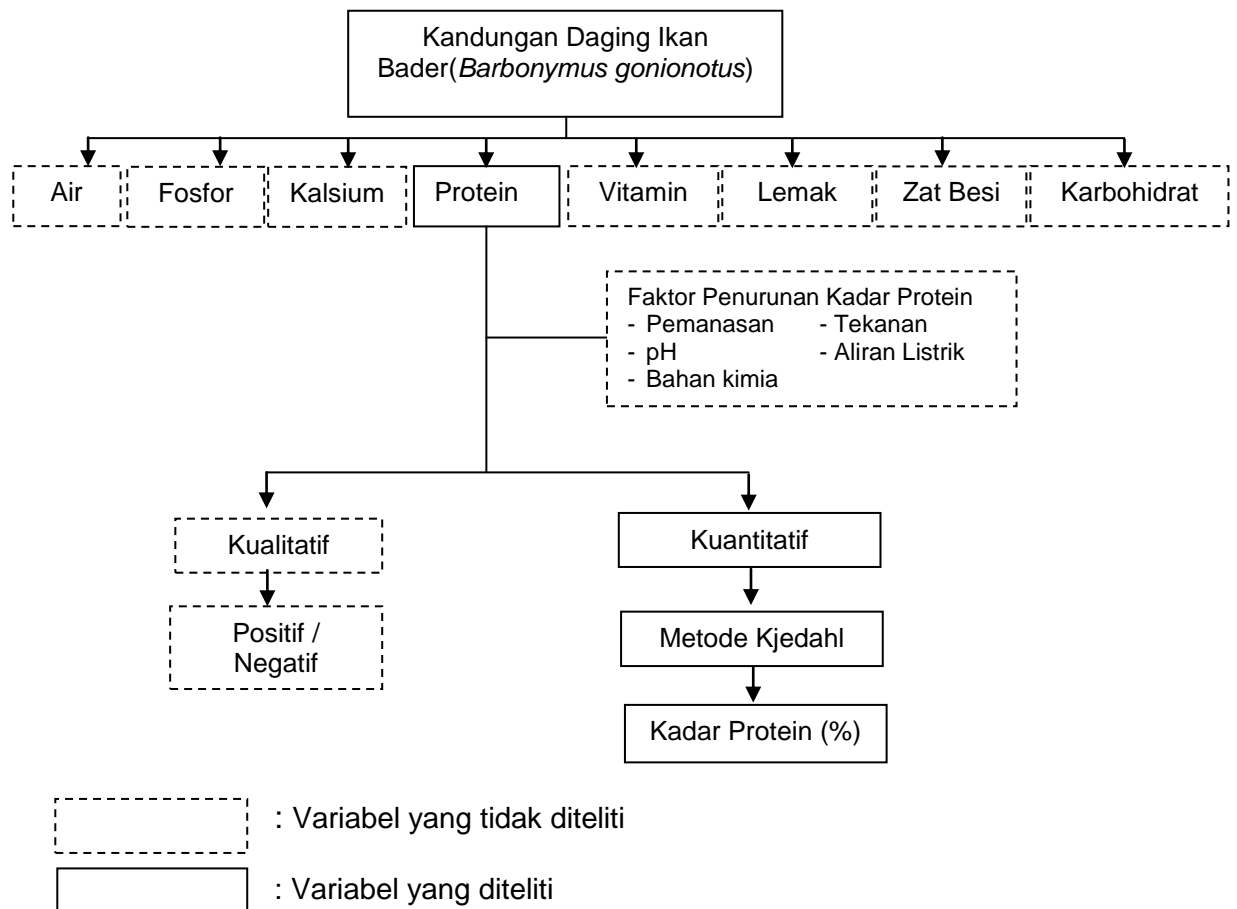 Kandungan Daging Ikan
Bader(Barbonymus gonionotus)
Air
Fosfor
Kalsium
Protein
Vitamin
Lemak
Zat Besi
Karbohidrat
Faktor Penurunan Kadar Protein
- Pemanasan - Tekanan
- pH - Aliran Listrik
- Bahan kimia
Kualitatif
Kuantitatif
Positif /
Negatif
Metode Kjedahl
Kadar Protein (%)
: Variabel yang tidak diteliti
: Variabel yang diteliti